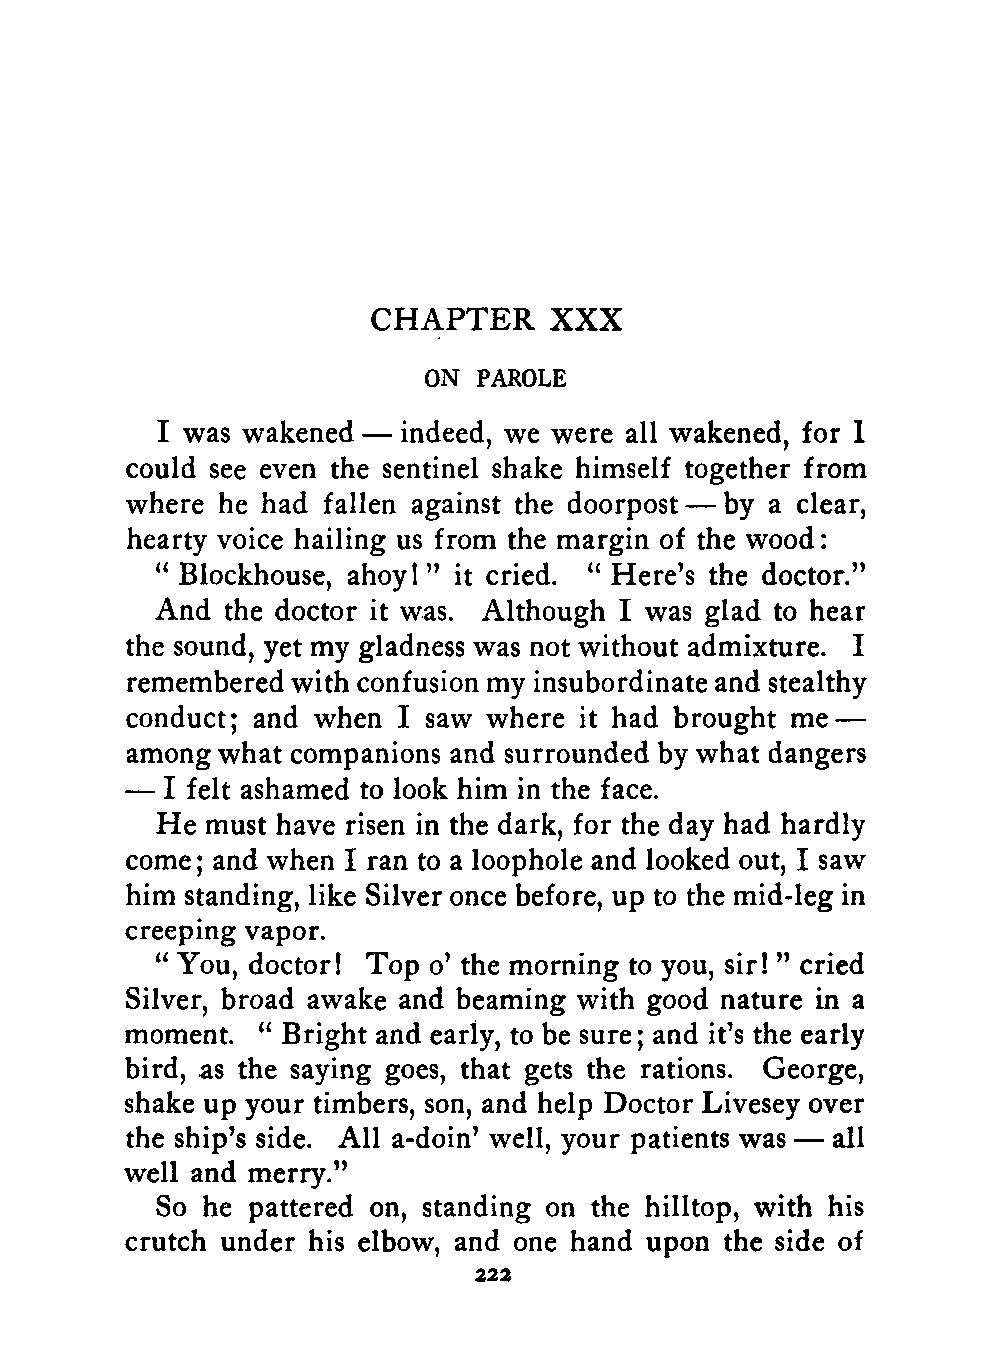 CHAPTER XXX
ON PAROLE
I was wakened — indeed, we were all wakened, for I
could see even the sentinel shake himself together from
where he had fallen against the doorpost — by a clear,
hearty voice hailing us from the margin of the wood:
“ Blockhouse, ahoy! ” it cried. “ Here’s the doctor.”
And the doctor it was. Although I was glad to hear
the sound, yet my gladness was not without admixture. I
remembered with confusion my insubordinate and stealthy
conduct; and when I saw where it had brought me —
among what companions and surrounded by what dangers
— I felt ashamed to look him in the face.
He must have risen in the dark, for the day had hardly
come; and when I ran to a loophole and looked out, I saw
him standing, like Silver once before, up to the mid-leg in
creeping vapor.
“ You, doctor! Top o’ the morning to you, sir! ” cried
Silver, broad awake and beaming with good nature in a
moment. “ Bright and early, to be sure; and it’s the early
bird, as the saying goes, that gets the rations. George,
shake up your timbers, son, and help Doctor Livesey over
the ship’s side. All a-doin’ well, your patients was — all
well and merry.”
So he pattered on, standing on the hilltop, with his
crutch under his elbow, and one hand upon the side of
222